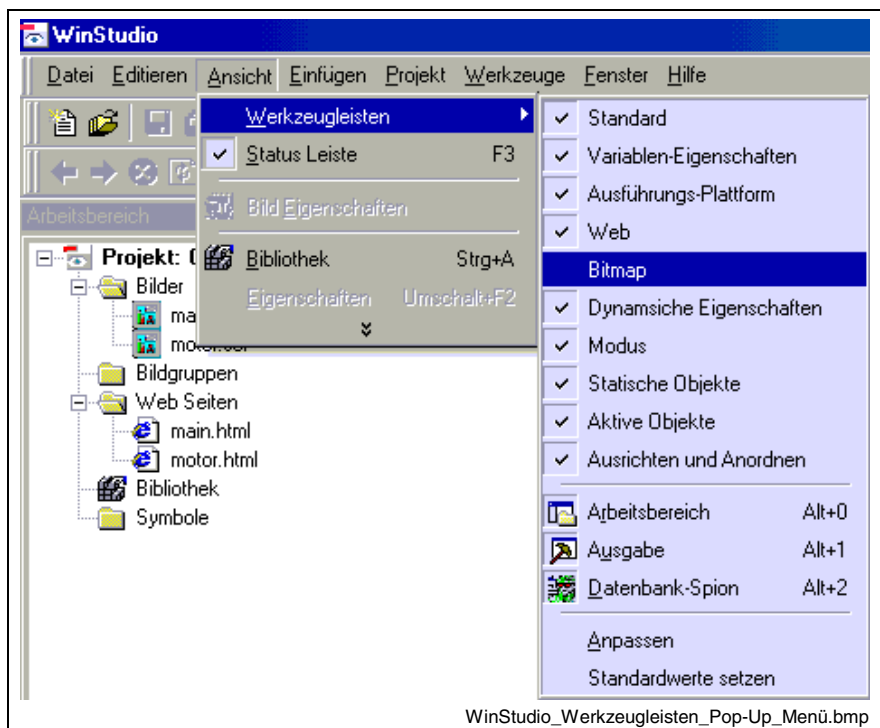 WinStudio
Datei Editieren Ansicht Einfügen Projekt Werkzeuge Fenster Hilfe
Werkzeugleisten
Status Leiste F3
Bild Eigenschaften
Bibliothek Strg+A
Eigenschaften Umschalt+F2
Standard
Variablen-Eigenschaften
Ausführungs-Plattform
Web
Bitmap
Dynamsiche Eigenschaften
Modus
Statische Objekte
Aktive Objekte
Ausrichten und Anordnen
Arbeitsbereich Alt+0
Ausgabe Alt+1
Datenbank-Spion Alt+2
Anpassen
Standardwerte setzen
Arbeitsbereich
Projekt:
Bilder
Bildgruppen
Web Seiten
main.html
motor.html
Bibliothek
Symbole
WinStudio_Werkzeugleisten_Pop-Up_Menü.bmp